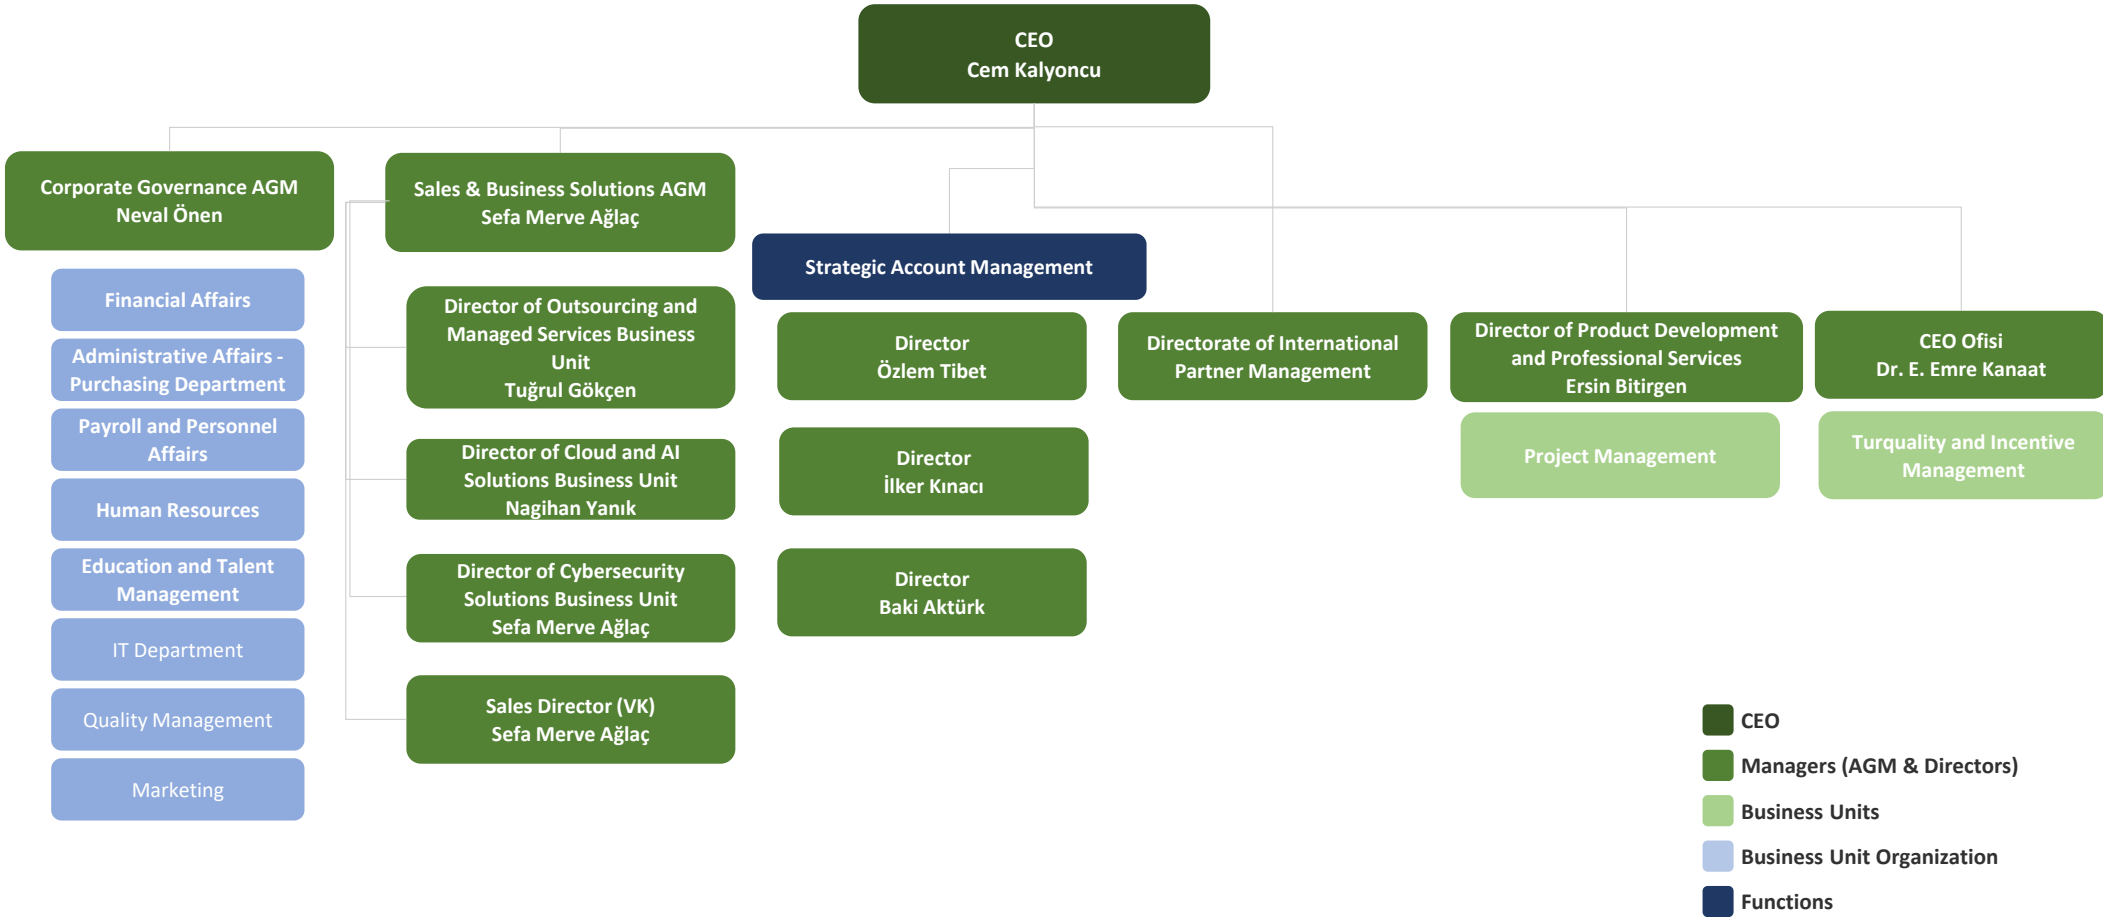 CEO
Cem Kalyoncu
Corporate Governance AGM
Neval Önen
Financial Affairs
Administrative Affairs -
Purchasing Department
Payroll and Personnel
Affairs
Human Resources
Education and Talent
Management
IT Department
Quality Management
Marketing
Sales & Business Solutions AGM
Sefa Merve Ağlaç
Director of Outsourcing and
Managed Services Business
Unit
Tuğrul Gökçen
Director of Cloud and AI
Solutions Business Unit
Nagihan Yanık
Director of Cybersecurity
Solutions Business Unit
Sefa Merve Ağlaç
Sales Director (VK)
Sefa Merve Ağlaç
Strategic Account Management
Director
Özlem Tibet
Director
İlker Kınacı
Director
Baki Aktürk
Directorate of International
Partner Management
Director of Product Development
and Professional Services
Ersin Bitirgen
Project Management
CEO Ofisi
Dr. E. Emre Kanaat
Turquality and Incentive
Management
CEO
Managers (AGM & Directors)
Business Units
Business Unit Organization
Functions